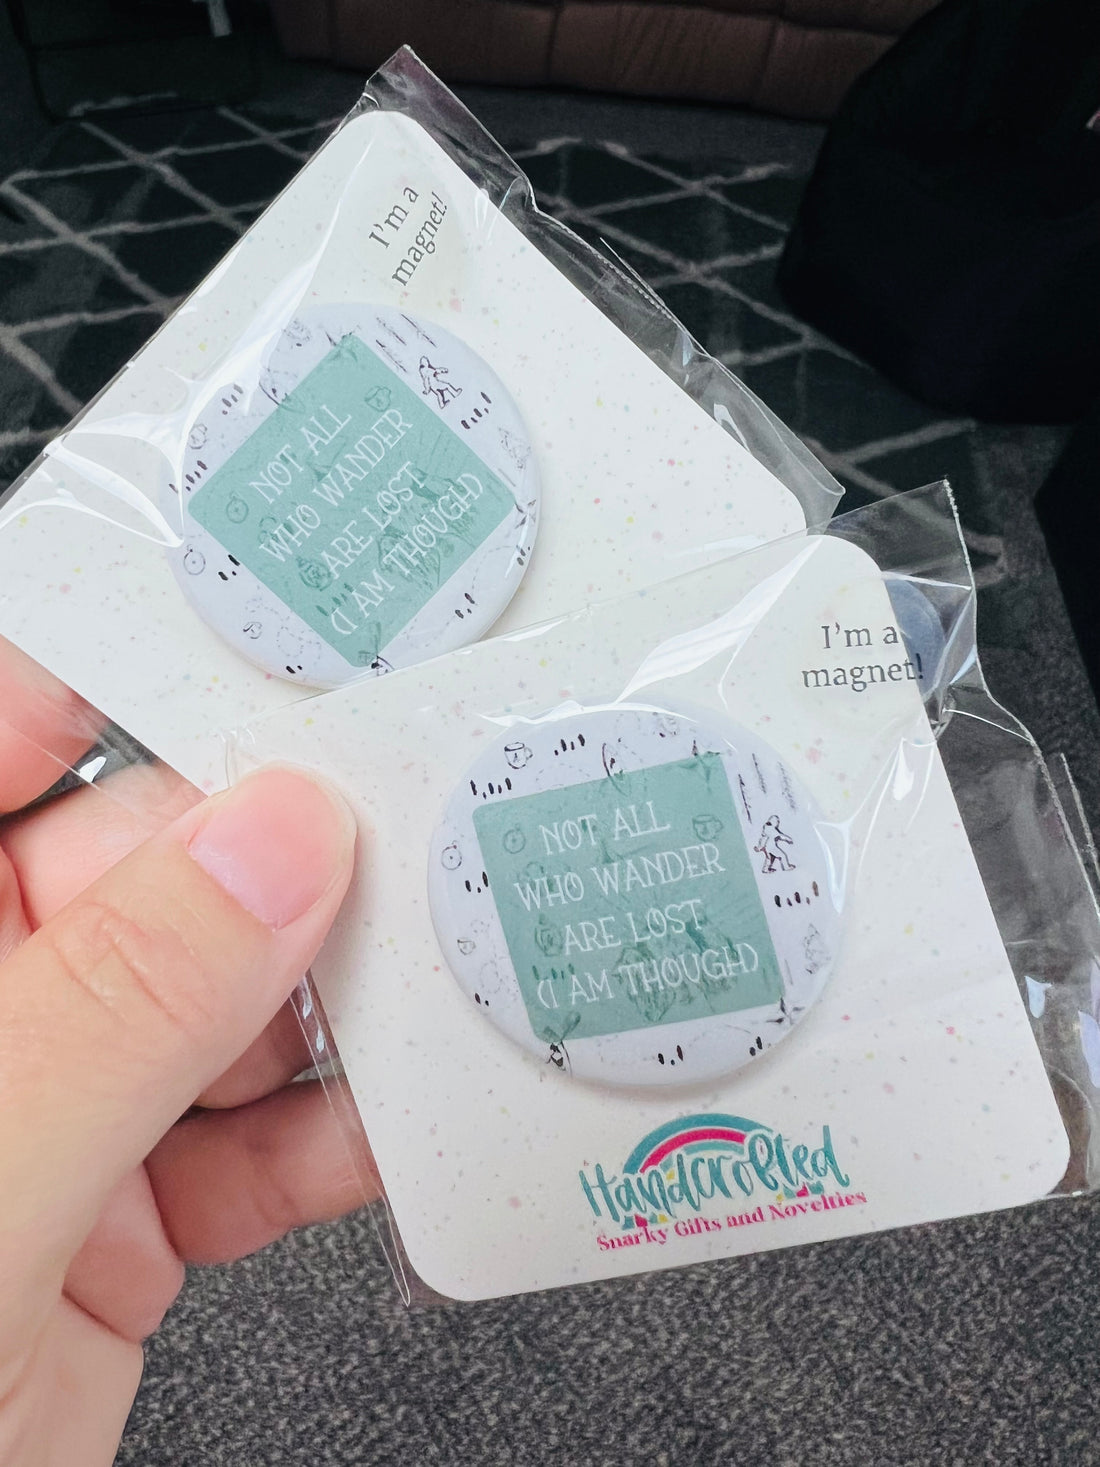 I'm a
magnet!
NOT ALL
WHO WANDER
ARE LOST
(I AM THOUGH)
I'm a
magnet!
NOT ALL
WHO WANDER
ARE LOST
(I AM THOUGH)
Handcrofted
Snarky Gifts and Novelties